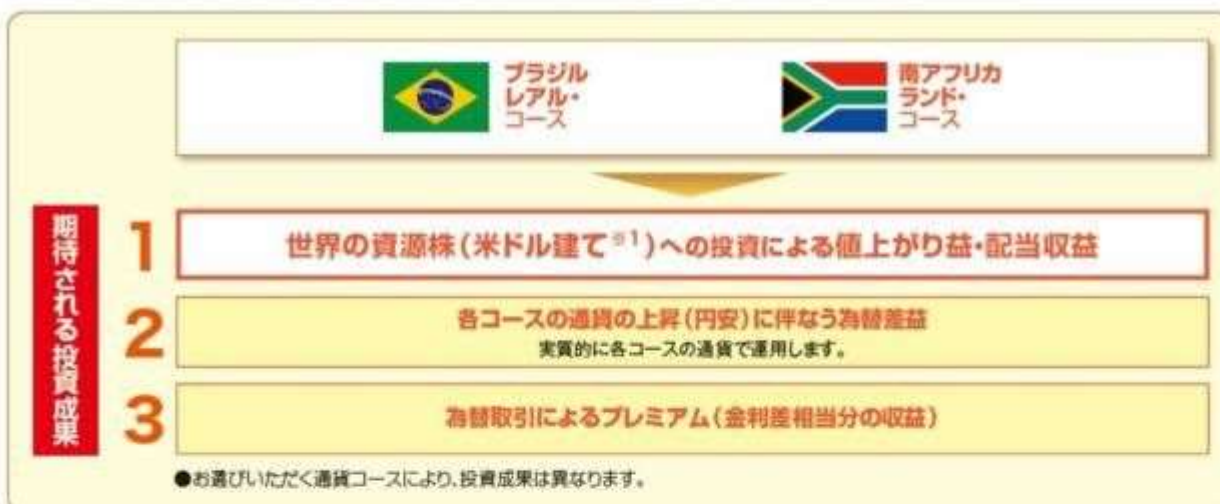 ブラジル
レアル・
コース
南アフリカ
ランド・
コース
期待される投資成果
1
世界の資源株(米ドル建て※1)への投資による値上がり益・配当収益
2
各コースの通貨の上昇(円安)に伴なう為替差益
実質的に各コースの通貨で運用します。
3
為替取引によるプレミアム(金利差相当分の収益)
●お選びいただく通貨コースにより、投資成果は異なります。